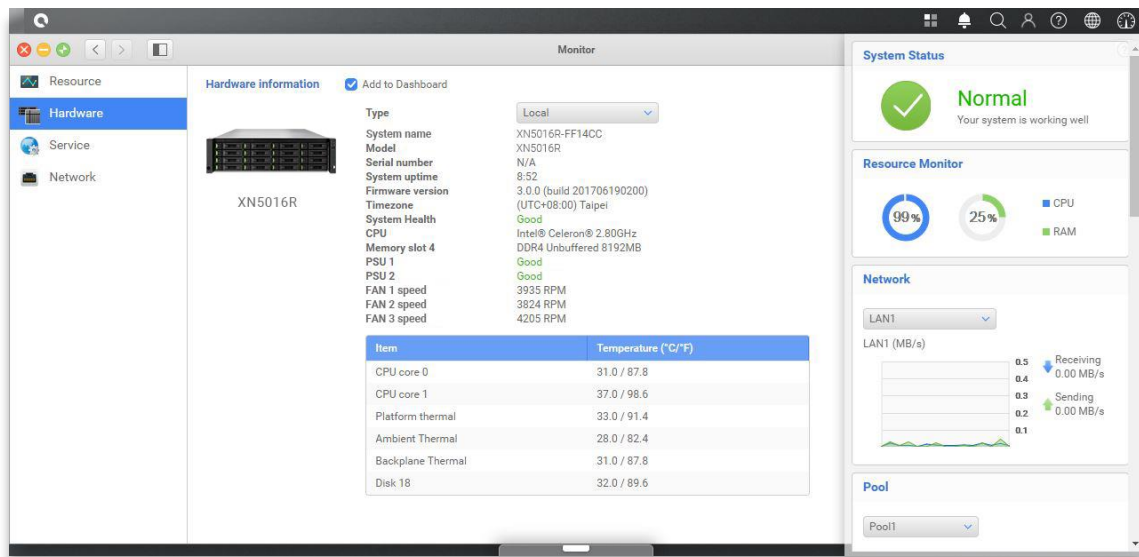 Monitor
Resource
Hardware
Service
Network
Hardware information
Add to Dashboard
XN5016R
Type Local
System name XN5016R-FF14CC
Model XN5016R
Serial number N/A
System uptime 8:52
Firmware version 3.0.0 (build 201706190200)
Timezone (UTC+08:00) Taipei
System Health Good
CPU Intel® Celeron® 2.80GHz
Memory slot 4 DDR4 Unbuffered 8192MB
PSU 1 Good
PSU 2 Good
FAN 1 speed 3935 RPM
FAN 2 speed 3824 RPM
FAN 3 speed 4205 RPM
Item Temperature (°C/°F)
CPU core 0 31.0 / 87.8
CPU core 1 37.0 / 98.6
Platform thermal 33.0 / 91.4
Ambient Thermal 28.0 / 82.4
Backplane Thermal 31.0 / 87.8
Disk 18 32.0 / 89.6
System Status
Normal
Your system is working well
Resource Monitor
99%
25%
CPU
RAM
Network
LAN1
LAN1 (MB/s)
0.5
0.4
0.3
0.2
0.1
Receiving
0.00 MB/s
Sending
0.00 MB/s
Pool
Pool1